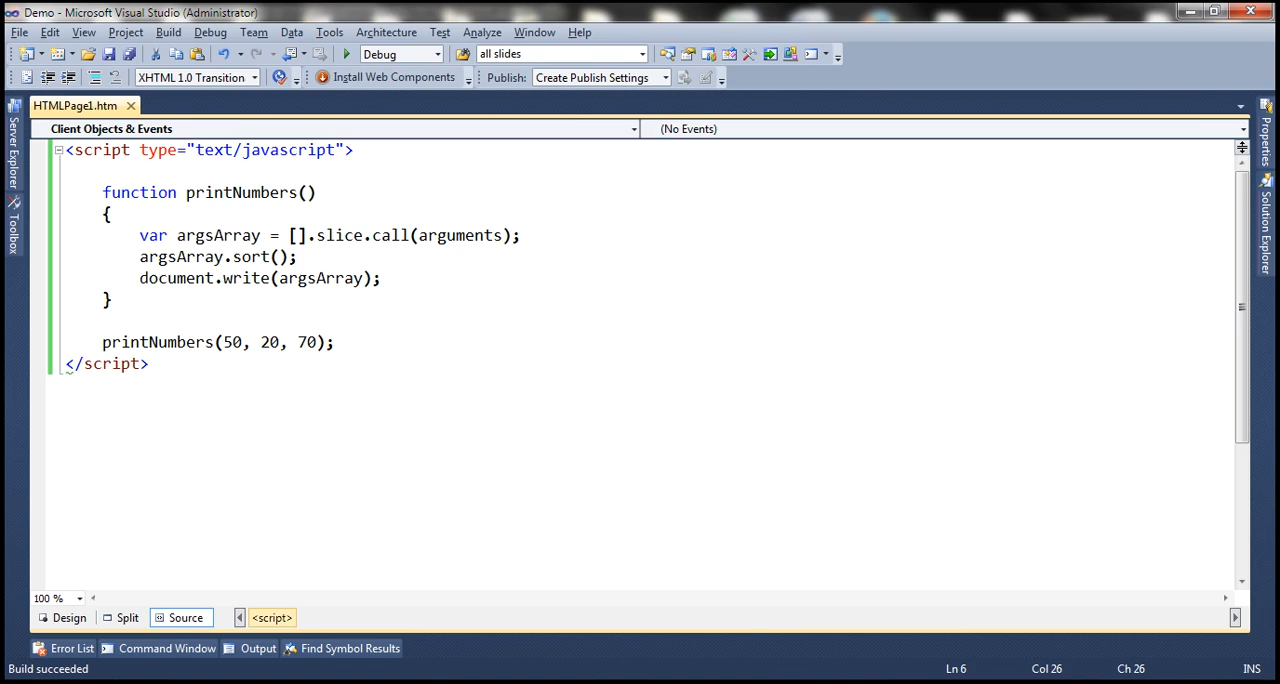 Demo - Microsoft Visual Studio (Administrator)
File Edit View Project Build Debug Team Data Tools Architecture Test Analyze Window Help
Debug all slides
XHTML 1.0 Transition Install Web Components Publish: Create Publish Settings
HTMLPage1.htm
Client Objects & Events (No Events)
Server Explorer
Toolbox
Properties
Solution Explorer
<script type="text/javascript">
function printNumbers()
{
var argsArray = [].slice.call(arguments);
argsArray.sort();
document.write(argsArray);
}
printNumbers(50, 20, 70);
</script>
100 %
Design Split Source <script>
Error List Command Window Output Find Symbol Results
Build succeeded Ln 6 Col 26 Ch 26 INS